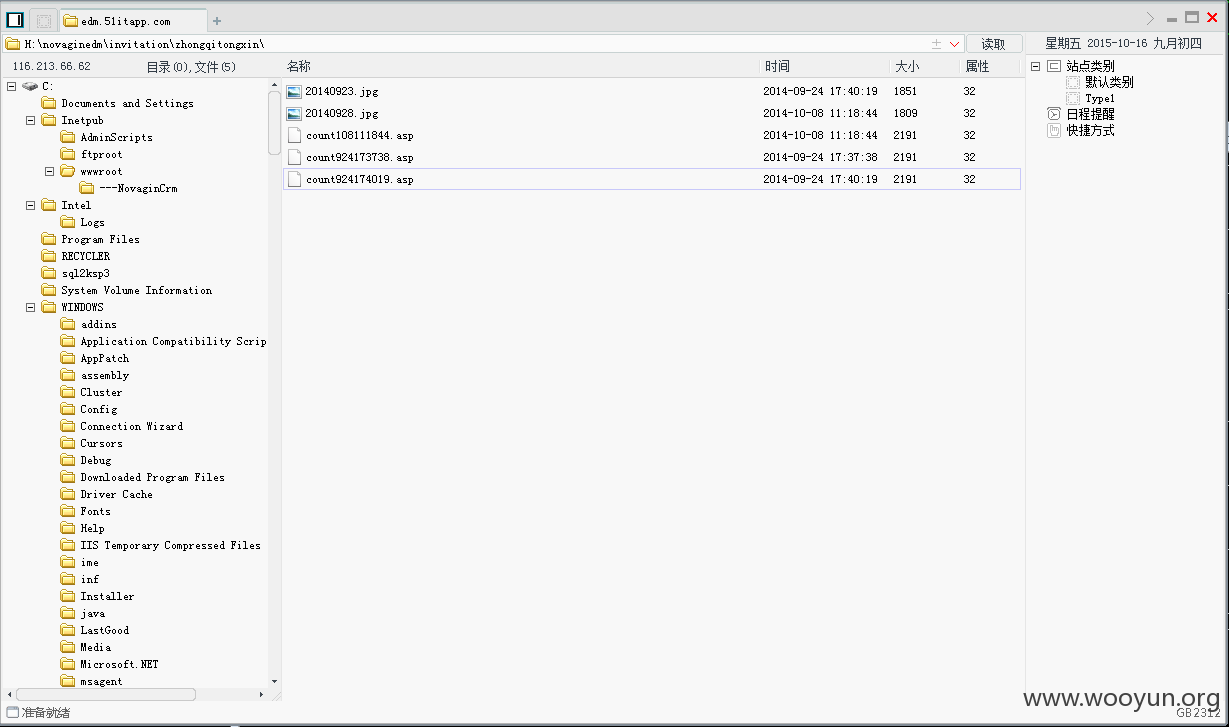 edm.51itapp.com
H:\novaginedm\invitation\zhongqitongxin\
读取
星期五 2015-10-16 九月初四
116.213.66.62
目录(0),文件(5)
名称 时间 大小 属性
20140923.jpg 2014-09-24 17:40:19 1851 32
20140928.jpg 2014-10-08 11:18:44 1809 32
count108111844.asp 2014-10-08 11:18:44 2191 32
count924173738.asp 2014-09-24 17:37:38 2191 32
count924174019.asp 2014-09-24 17:40:19 2191 32
C:
Documents and Settings
Inetpub
AdminScripts
ftproot
wwwroot
---NovaginCrm
Intel
Logs
Program Files
RECYCLER
sql2ksp3
System Volume Information
WINDOWS
addins
Application Compatibility Scrip
AppPatch
assembly
Cluster
Config
Connection Wizard
Cursors
Debug
Downloaded Program Files
Driver Cache
Fonts
Help
IIS Temporary Compressed Files
ime
inf
Installer
java
LastGood
Media
Microsoft.NET
msagent
站点类别
默认类别
Type1
日程提醒
快捷方式
准备就绪
www.wooyun.org
GB2312